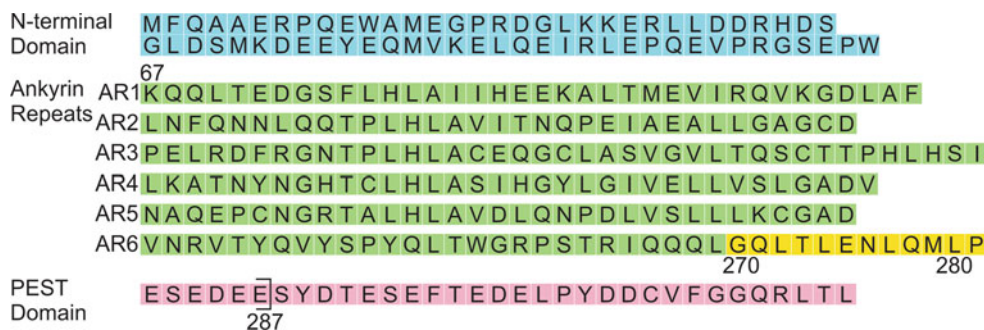 N-terminal Domain
MFQAAERPQEWAMEGPRDGLKKERLLDDRHDS
GLDSMKDEEYEQMVKELQEIRLEPQEVPRGSEPW
67
Ankyrin Repeats
AR1 KQQLTEDGSFLHLAIIHEEKALTMEVIRQVKGDLAF
AR2 LNFQNNLQQTPLHLAVITNQPEIAEALLGAGCD
AR3 PELRDFRGNTPLHLACEQGCLASVGVLTQSCTTPHLHSI
AR4 LKATNYNGHTCLHLASIHGYLGIVELLVSLGADV
AR5 NAQEPCNGRTALHLAVDLQNPDLVSLLLKCGAD
AR6 VNRVTYQVYSPYQLTWGRPSTRIQQQLGQLTLENLQMLP
270 280
PEST Domain
ESEDEESYDTESEFTEDELPYDDCVFGGQRLTL
287